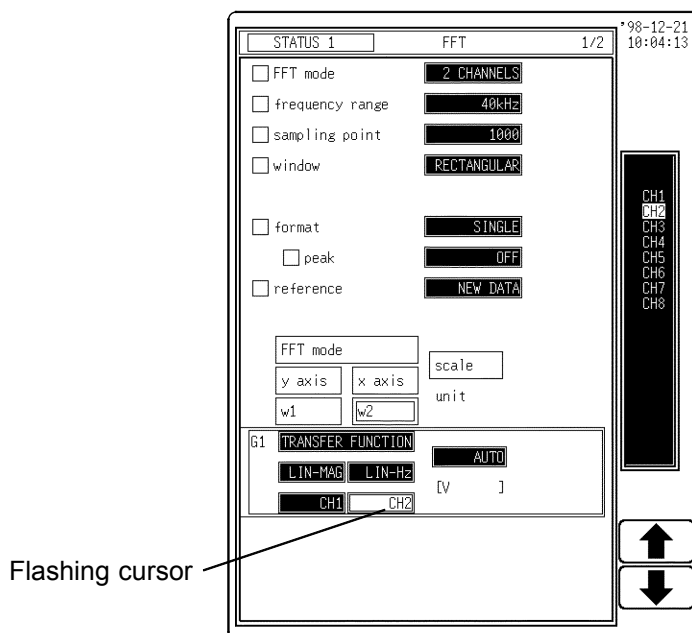 '98-12-21
STATUS 1 FFT 1/2 10:04:13
FFT mode 2 CHANNELS
frequency range 40kHz
sampling point 1000
window RECTANGULAR
format SINGLE
peak OFF
reference NEW DATA
CH1
CH2
CH3
CH4
CH5
CH6
CH7
CH8
FFT mode
scale
y axis x axis
unit
w1 w2
G1 TRANSFER FUNCTION
AUTO
LIN-MAG LIN-Hz
[V ]
CH1 CH2
Flashing cursor